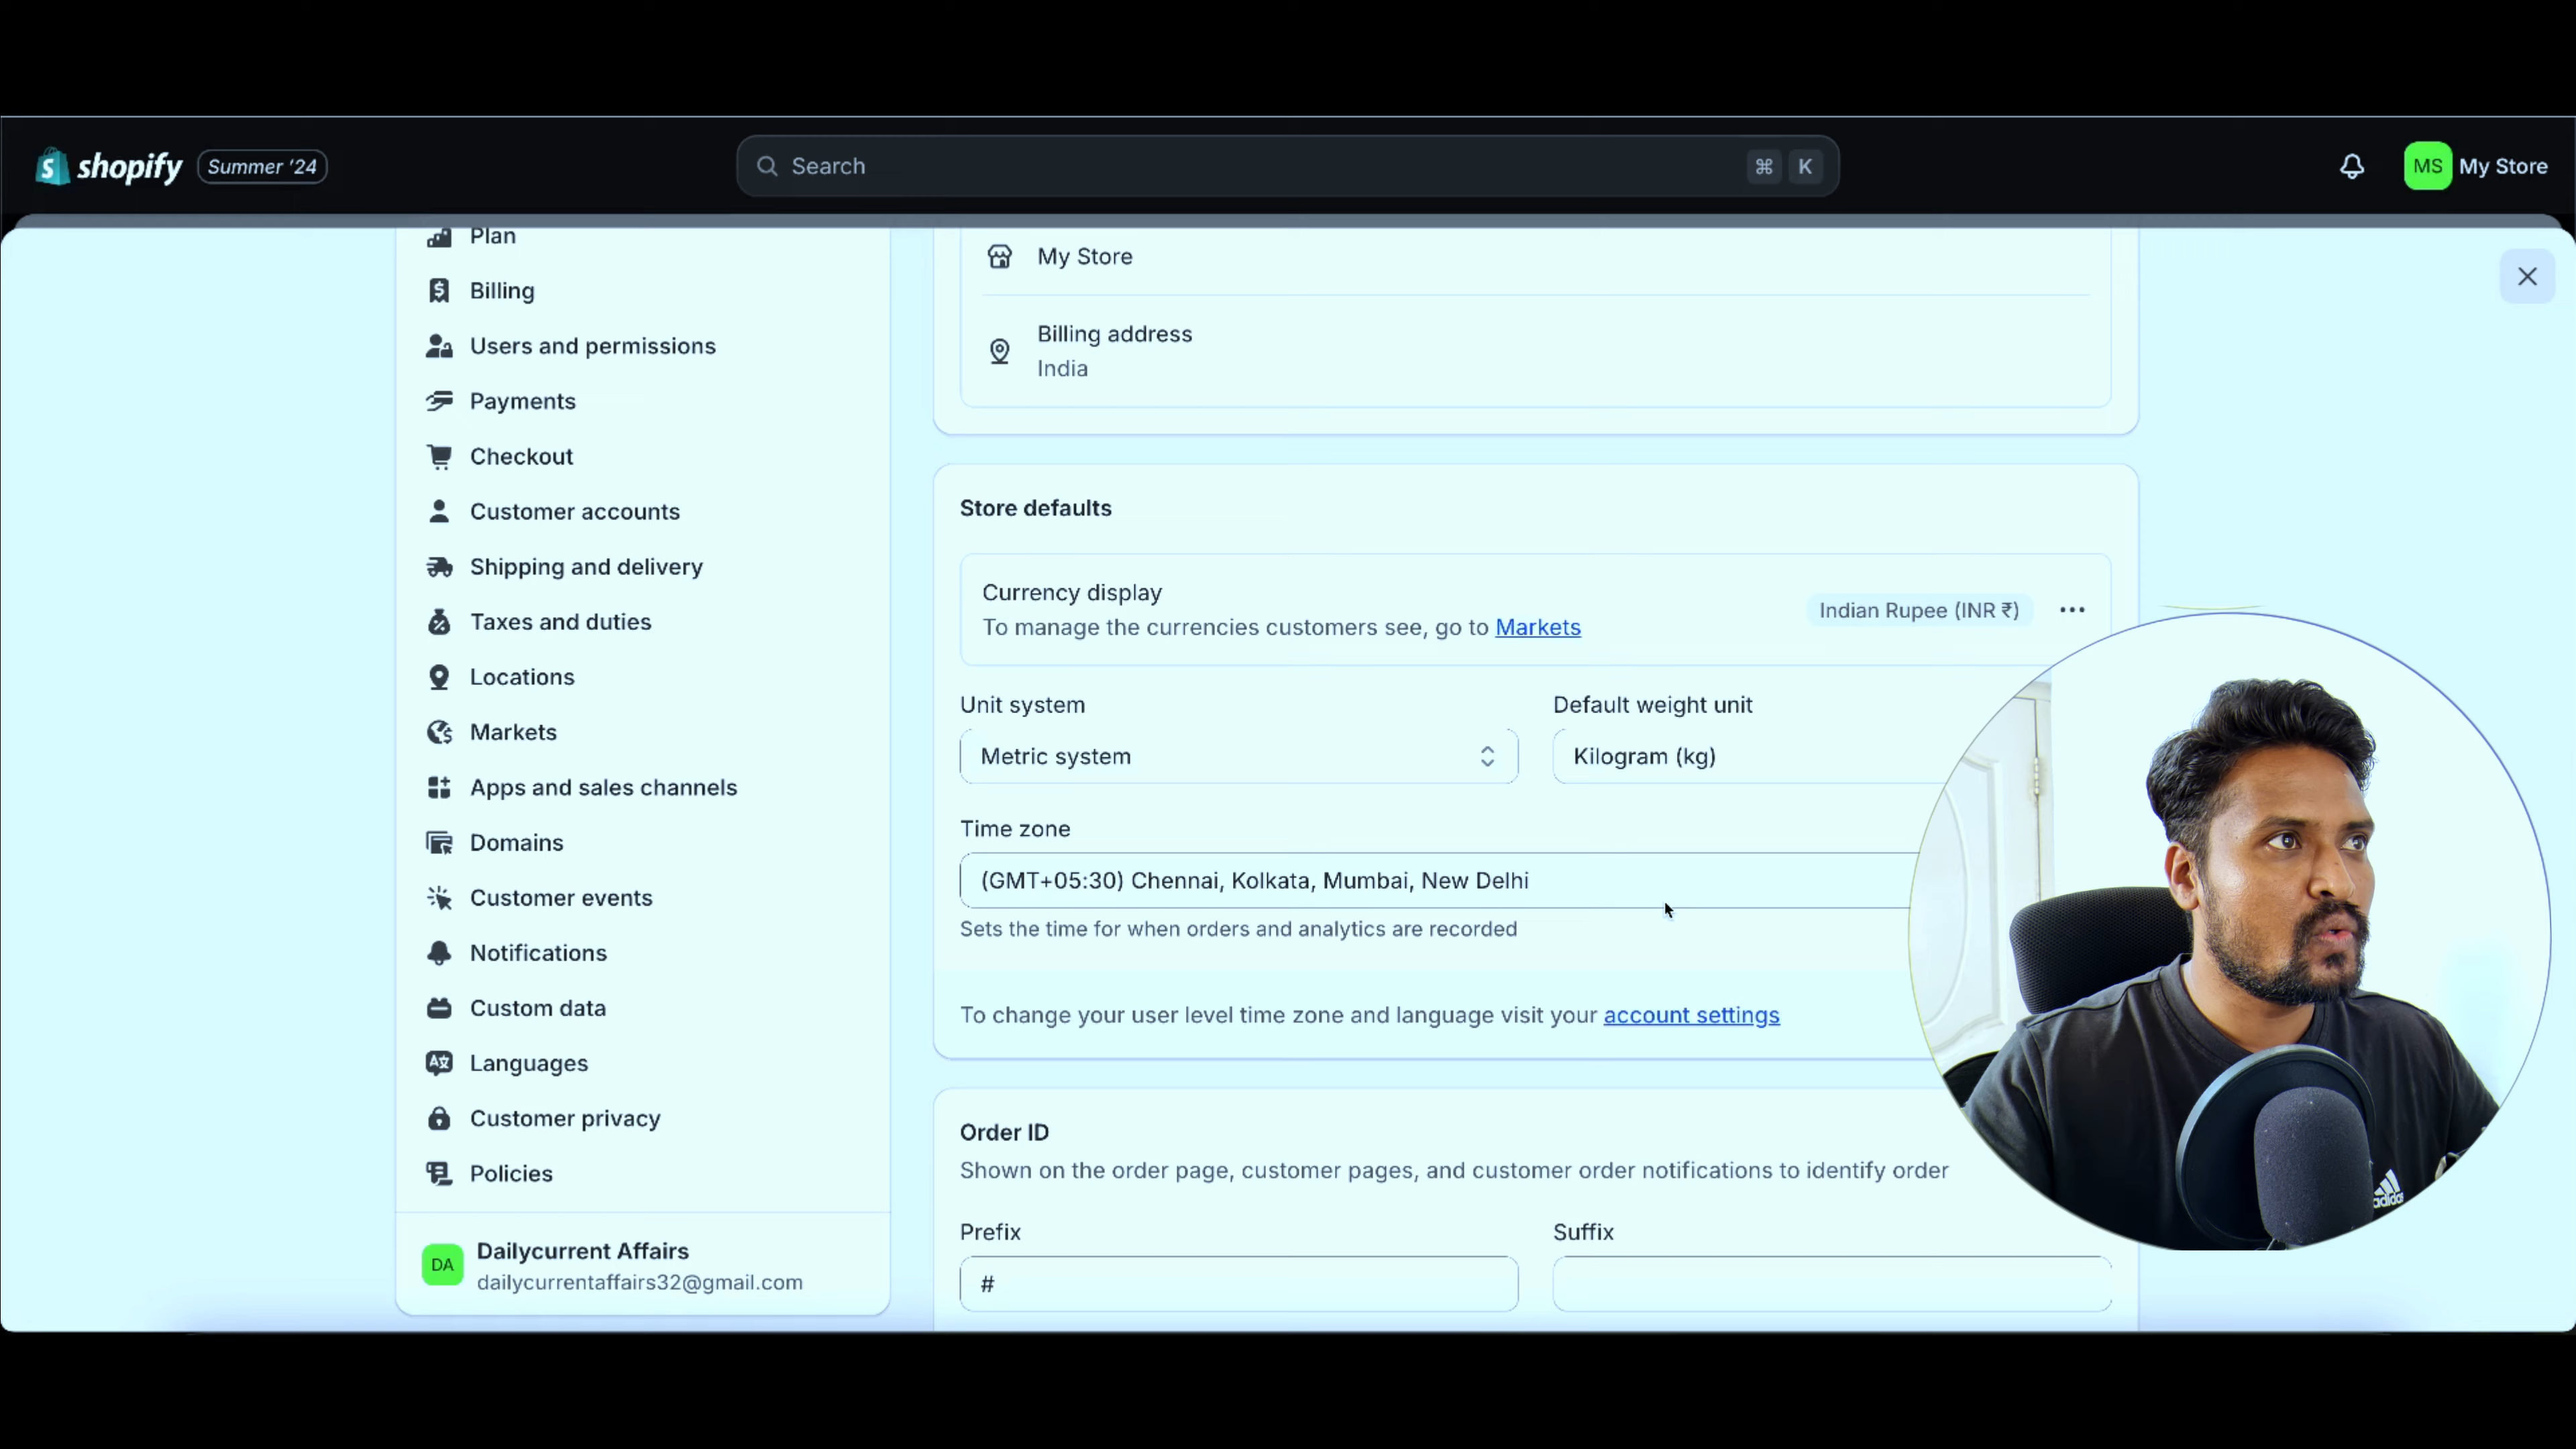 shopify
Summer '24
Search
⌘ K
MS My Store
Plan
Billing
Users and permissions
Payments
Checkout
Customer accounts
Shipping and delivery
Taxes and duties
Locations
Markets
Apps and sales channels
Domains
Customer events
Notifications
Custom data
Languages
Customer privacy
Policies
DA
Dailycurrent Affairs
dailycurrentaffairs32@gmail.com
My Store
Billing address
India
Store defaults
Currency display
To manage the currencies customers see, go to Markets
Indian Rupee (INR ₹)
Unit system
Metric system
Default weight unit
Kilogram (kg)
Time zone
(GMT+05:30) Chennai, Kolkata, Mumbai, New Delhi
Sets the time for when orders and analytics are recorded
To change your user level time zone and language visit your account settings
Order ID
Shown on the order page, customer pages, and customer order notifications to identify order
Prefix
#
Suffix
adidas